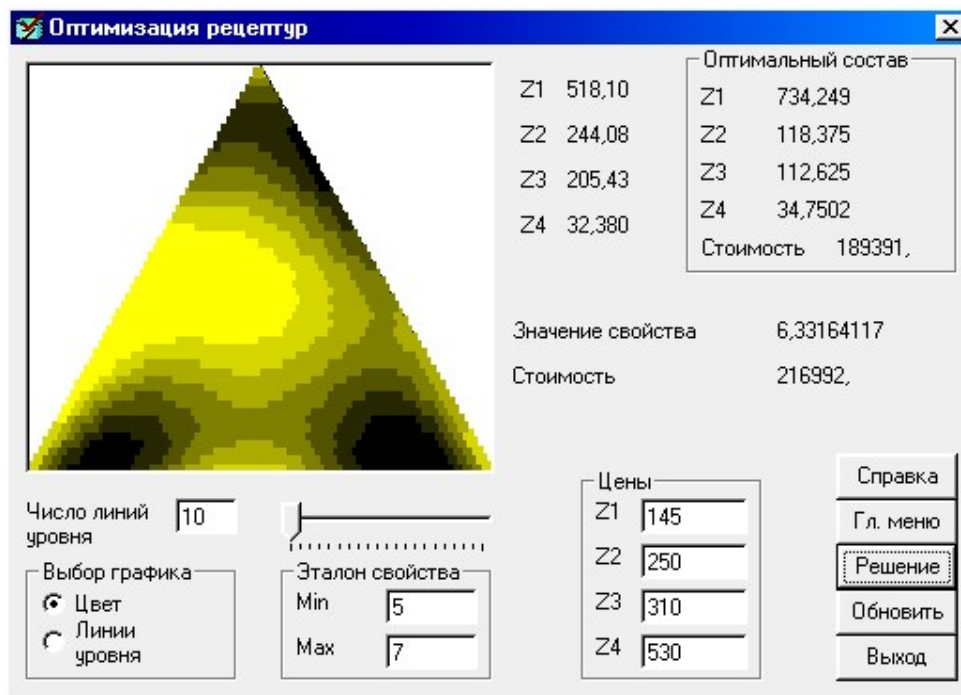 Оптимизация рецептур
Z1 518,10
Z2 244,08
Z3 205,43
Z4 32,380
Оптимальный состав
Z1 734,249
Z2 118,375
Z3 112,625
Z4 34,7502
Стоимость 189391,
Значение свойства 6,33164117
Стоимость 216992,
Число линий
уровня
10
Выбор графика
Цвет
Линии
уровня
Эталон свойства
Min 5
Max 7
Цены
Z1 145
Z2 250
Z3 310
Z4 530
Справка
Гл. меню
Решение
Обновить
Выход